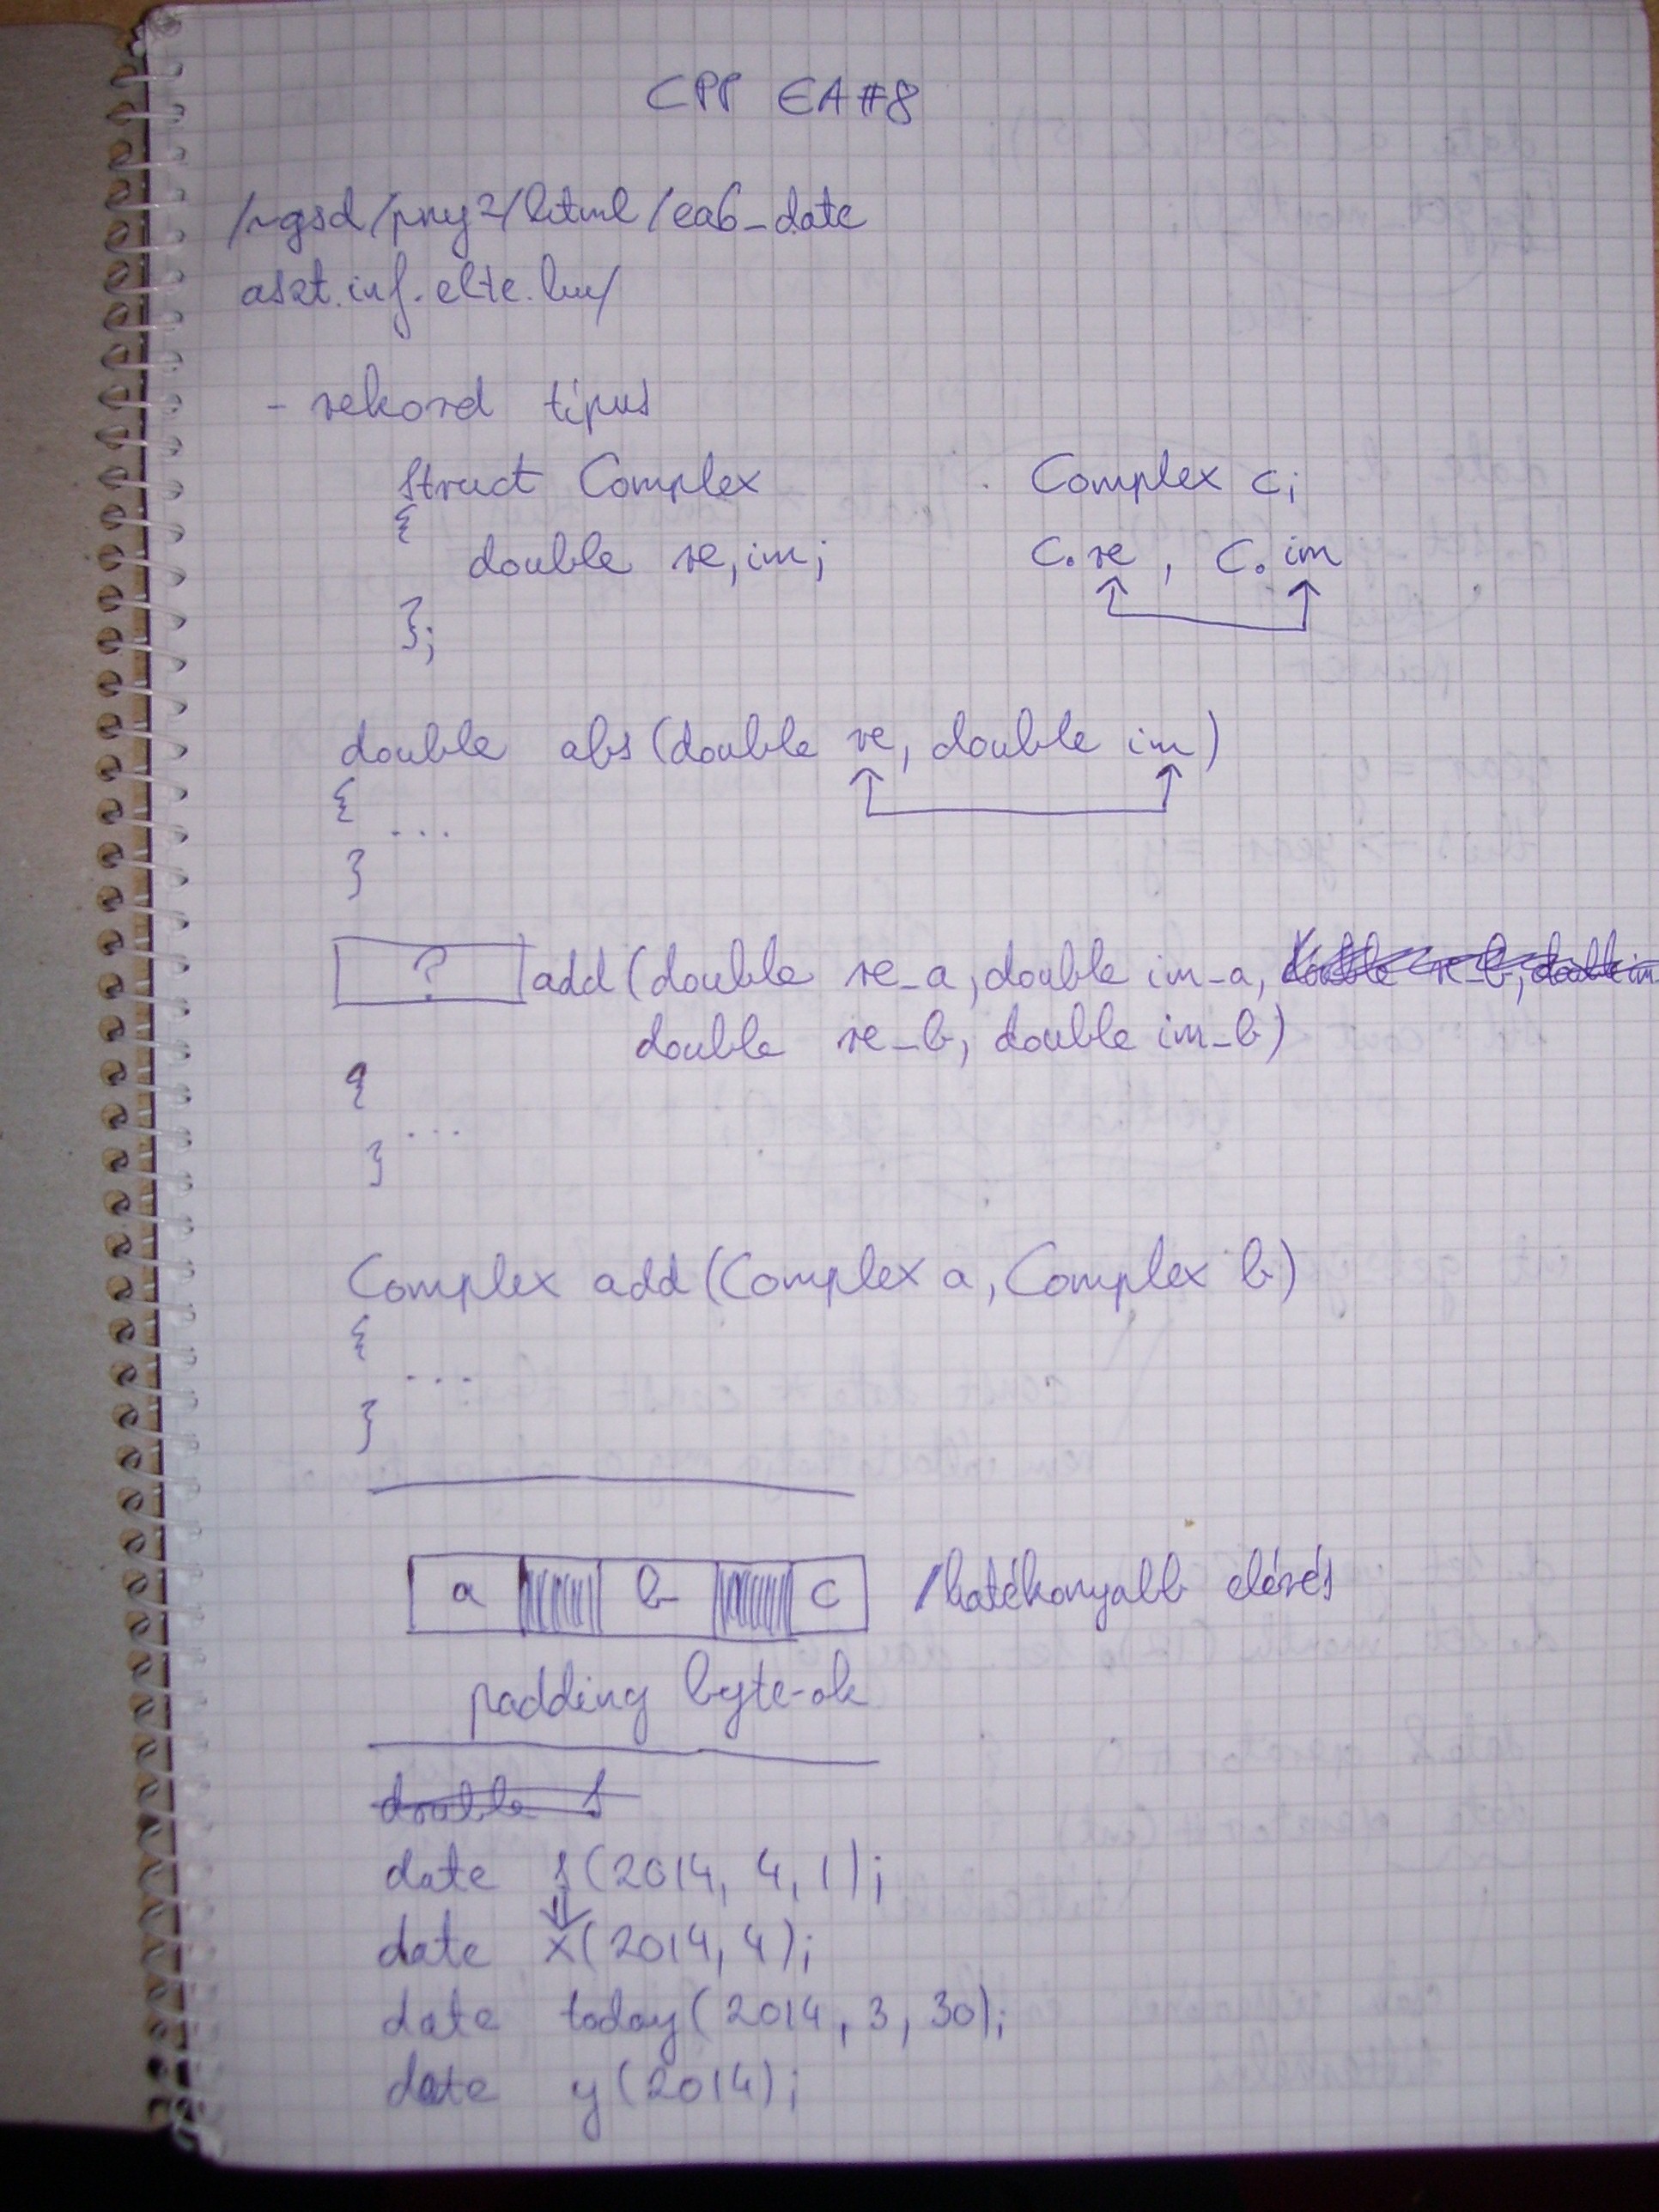 CPP EA#8
/~gsd/pny2/html/ea6_date
aszt.inf.elte.hu/
- rekord típus
struct Complex
{
double re, im;
};
Complex c;
c.re, c.im
double abs(double re, double im)
{ ...
}
? add(double re_a, double im_a, double re_b, double im
double re_b, double im_b)
{
...
}
Complex add(Complex a, Complex b)
{
...
}
a b c /hatékonyabb elérés
padding byte-ok
double s
date s(2014, 4, 1);
date x(2014, 4);
date today(2014, 3, 30);
date y(2014);